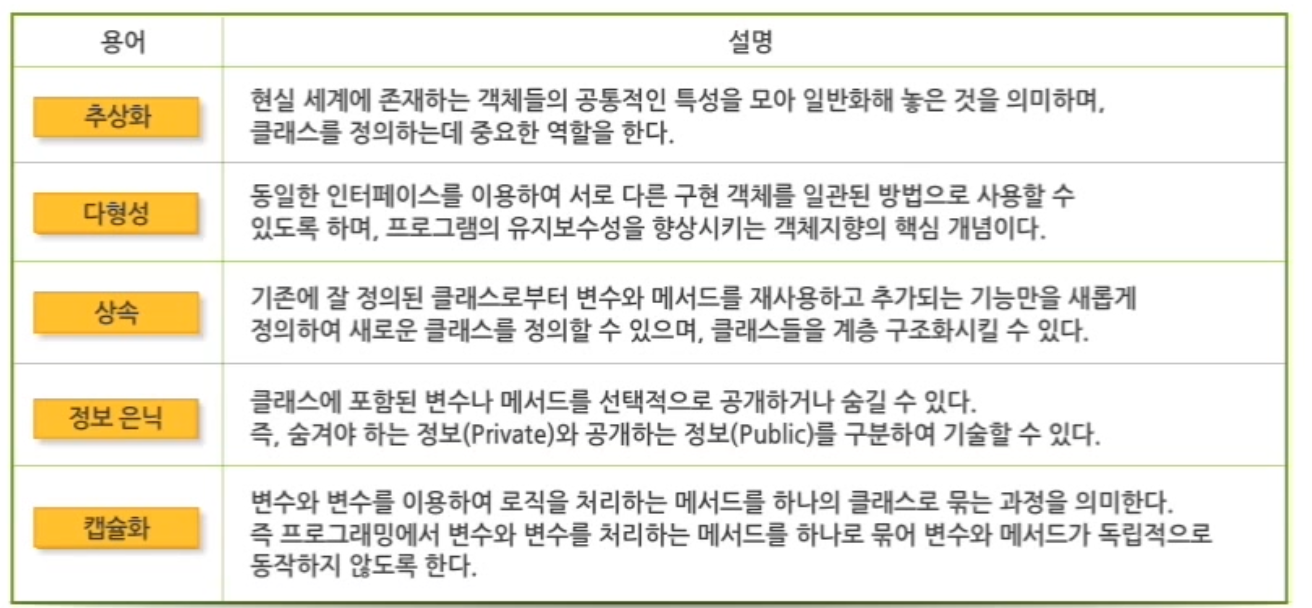 용어
설명
추상화
현실 세계에 존재하는 객체들의 공통적인 특성을 모아 일반화해 놓은 것을 의미하며,
클래스를 정의하는데 중요한 역할을 한다.
다형성
동일한 인터페이스를 이용하여 서로 다른 구현 객체를 일관된 방법으로 사용할 수
있도록 하며, 프로그램의 유지보수성을 향상시키는 객체지향의 핵심 개념이다.
상속
기존에 잘 정의된 클래스로부터 변수와 메서드를 재사용하고 추가되는 기능만을 새롭게
정의하여 새로운 클래스를 정의할 수 있으며, 클래스들을 계층 구조화시킬 수 있다.
정보 은닉
클래스에 포함된 변수나 메서드를 선택적으로 공개하거나 숨길 수 있다.
즉, 숨겨야 하는 정보(Private)와 공개하는 정보(Public)를 구분하여 기술할 수 있다.
캡슐화
변수와 변수를 이용하여 로직을 처리하는 메서드를 하나의 클래스로 묶는 과정을 의미한다.
즉 프로그래밍에서 변수와 변수를 처리하는 메서드를 하나로 묶어 변수와 메서드가 독립적으로
동작하지 않도록 한다.